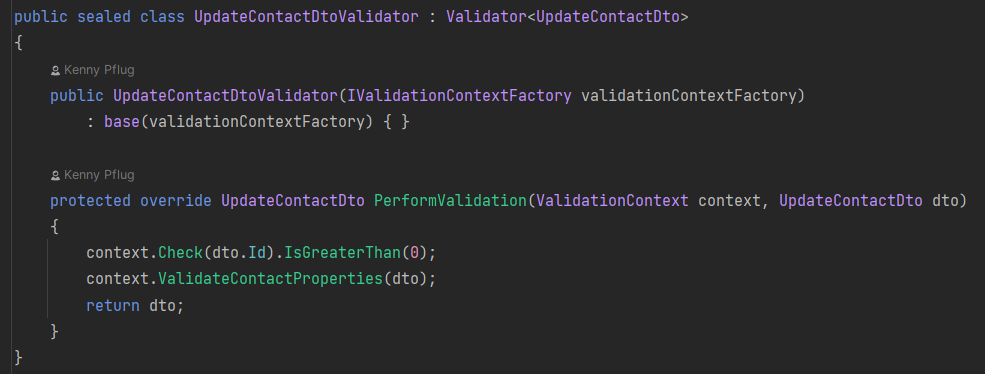 public sealed class UpdateContactDtoValidator : Validator<UpdateContactDto>
{
    Kenny Pflug
    public UpdateContactDtoValidator(IValidationContextFactory validationContextFactory)
        : base(validationContextFactory) { }
    Kenny Pflug
    protected override UpdateContactDto PerformValidation(ValidationContext context, UpdateContactDto dto)
    {
        context.Check(dto.Id).IsGreaterThan(0);
        context.ValidateContactProperties(dto);
        return dto;
    }
}